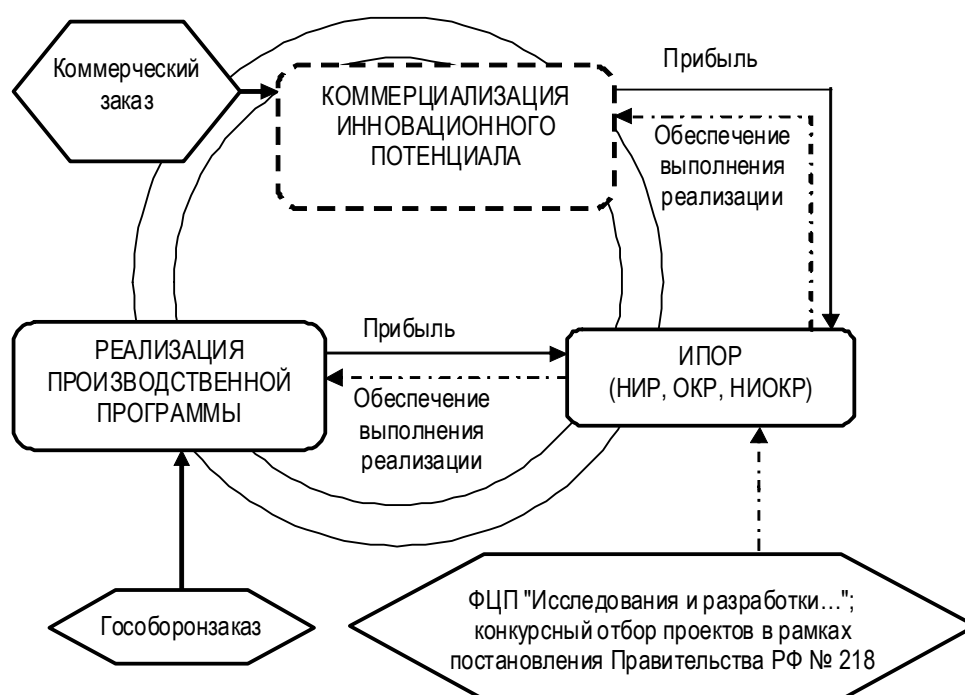 Коммерческий
заказ
КОММЕРЦИАЛИЗАЦИЯ
ИННОВАЦИОННОГО
ПОТЕНЦИАЛА
Прибыль
Обеспечение
выполнения
реализации
РЕАЛИЗАЦИЯ
ПРОИЗВОДСТВЕННОЙ
ПРОГРАММЫ
Прибыль
Обеспечение
выполнения
реализации
ИПОР
(НИР, ОКР, НИОКР)
Гособоронзаказ
ФЦП "Исследования и разработки…";
конкурсный отбор проектов в рамках
постановления Правительства РФ № 218